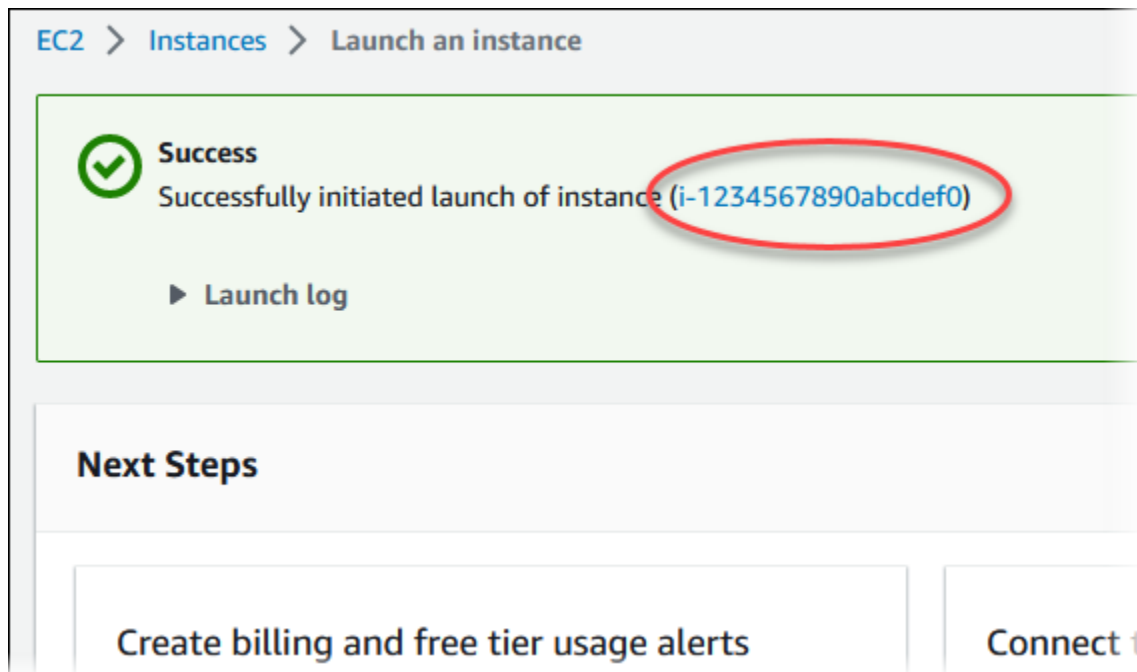 EC2 > Instances > Launch an instance
Success
Successfully initiated launch of instance (i-1234567890abcdef0)
Launch log
Next Steps
Create billing and free tier usage alerts
Connect